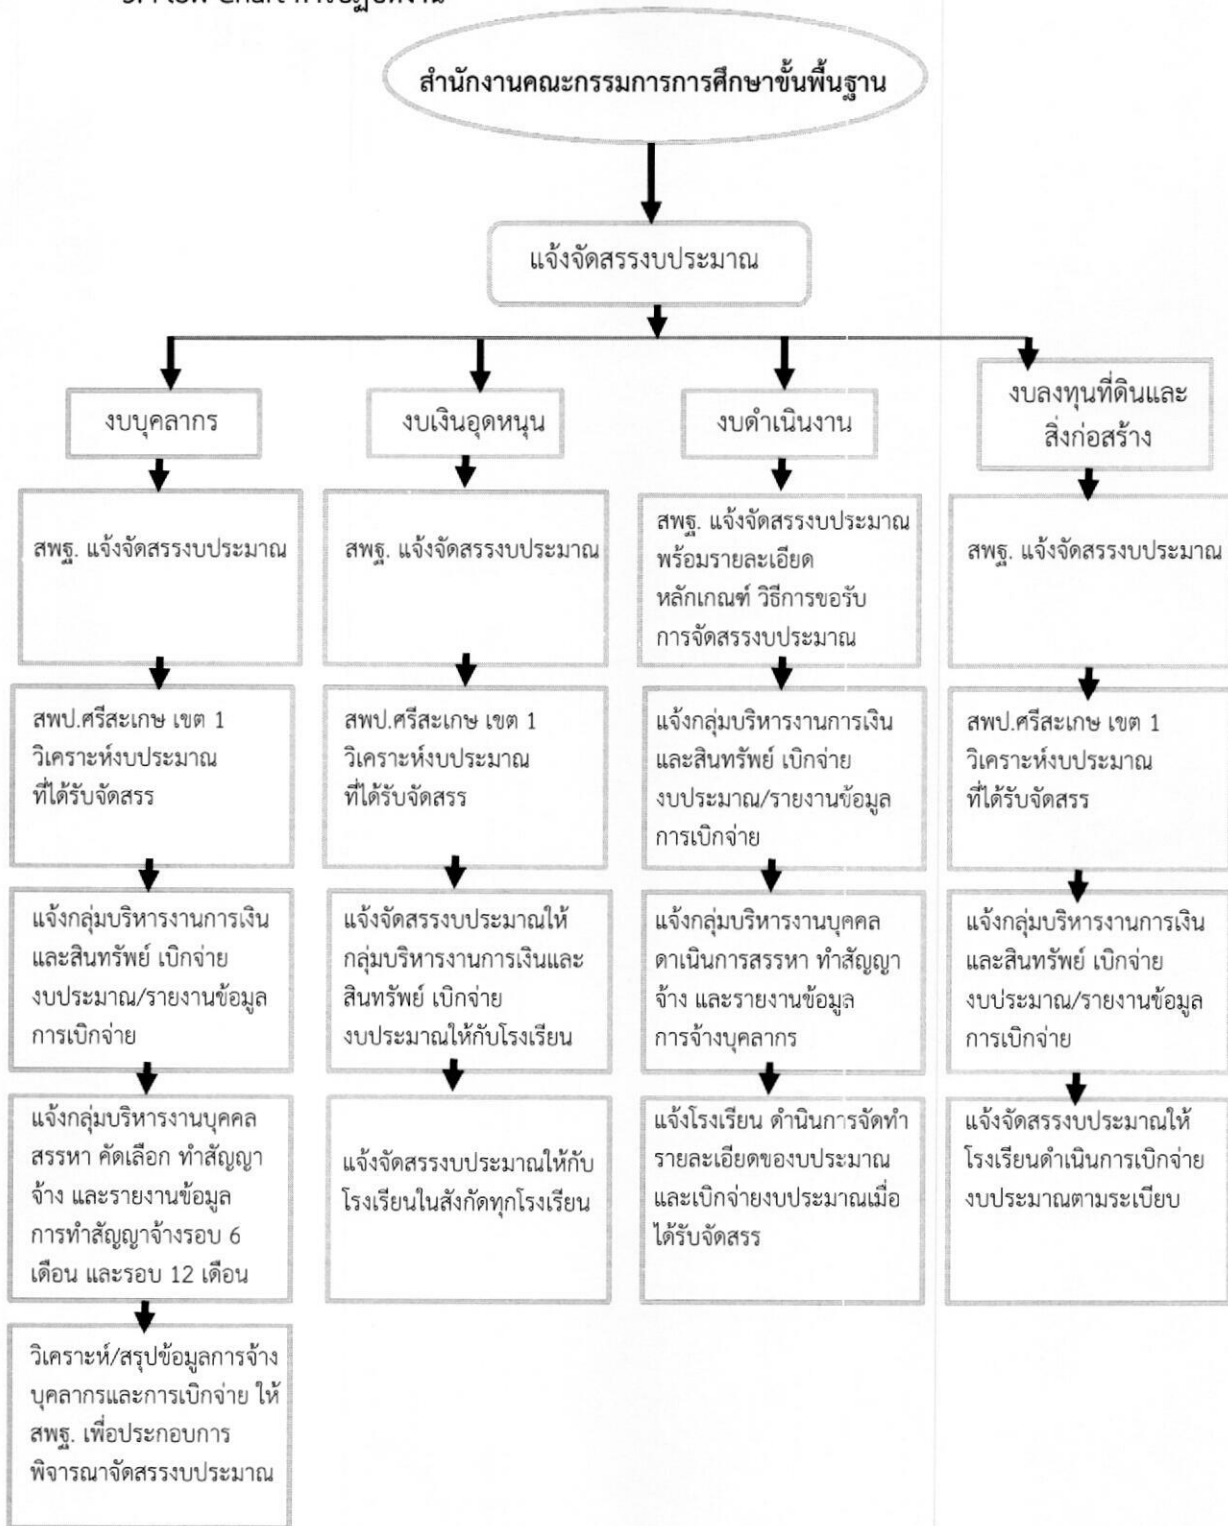 สำนักงานคณะกรรมการการศึกษาขั้นพื้นฐาน
แจ้งจัดสรรงบประมาณ
งบบุคลากร
สพฐ. แจ้งจัดสรรงบประมาณ
สพป.ศรีสะเกษ เขต 1
วิเคราะห์งบประมาณ
ที่ได้รับจัดสรร
แจ้งกลุ่มบริหารงานการเงิน
และสินทรัพย์ เบิกจ่าย
งบประมาณ/รายงานข้อมูล
การเบิกจ่าย
แจ้งกลุ่มบริหารงานบุคคล
สรรหา คัดเลือก ทำสัญญา
จ้าง และรายงานข้อมูล
การทำสัญญาจ้างรอบ 6
เดือน และรอบ 12 เดือน
วิเคราะห์/สรุปข้อมูลการจ้าง
บุคลากรและการเบิกจ่าย ให้
สพฐ. เพื่อประกอบการ
พิจารณาจัดสรรงบประมาณ
งบเงินอุดหนุน
สพฐ. แจ้งจัดสรรงบประมาณ
สพป.ศรีสะเกษ เขต 1
วิเคราะห์งบประมาณ
ที่ได้รับจัดสรร
แจ้งจัดสรรงบประมาณให้
กลุ่มบริหารงานการเงินและ
สินทรัพย์ เบิกจ่าย
งบประมาณให้กับโรงเรียน
แจ้งจัดสรรงบประมาณให้กับ
โรงเรียนในสังกัดทุกโรงเรียน
งบดำเนินงาน
สพฐ. แจ้งจัดสรรงบประมาณ
พร้อมรายละเอียด
หลักเกณฑ์ วิธีการขอรับ
การจัดสรรงบประมาณ
แจ้งกลุ่มบริหารงานการเงิน
และสินทรัพย์ เบิกจ่าย
งบประมาณ/รายงานข้อมูล
การเบิกจ่าย
แจ้งกลุ่มบริหารงานบุคคล
ดาเนินการสรรหา ทำสัญญา
จ้าง และรายงานข้อมูล
การจ้างบุคลากร
แจ้งโรงเรียน ดำนินการจัดทำ
รายละเอียดของบประมาณ
และเบิกจ่ายงบประมาณเมื่อ
ได้รับจัดสรร
งบลงทุนที่ดินและ
สิ่งก่อสร้าง
สพฐ. แจ้งจัดสรรงบประมาณ
สพป.ศรีสะเกษ เขต 1
วิเคราะห์งบประมาณ
ที่ได้รับจัดสรร
แจ้งกลุ่มบริหารงานการเงิน
และสินทรัพย์ เบิกจ่าย
งบประมาณ/รายงานข้อมูล
การเบิกจ่าย
แจ้งจัดสรรงบประมาณให้
โรงเรียนดำเนินการเบิกจ่าย
งบประมาณตามระเบียบ